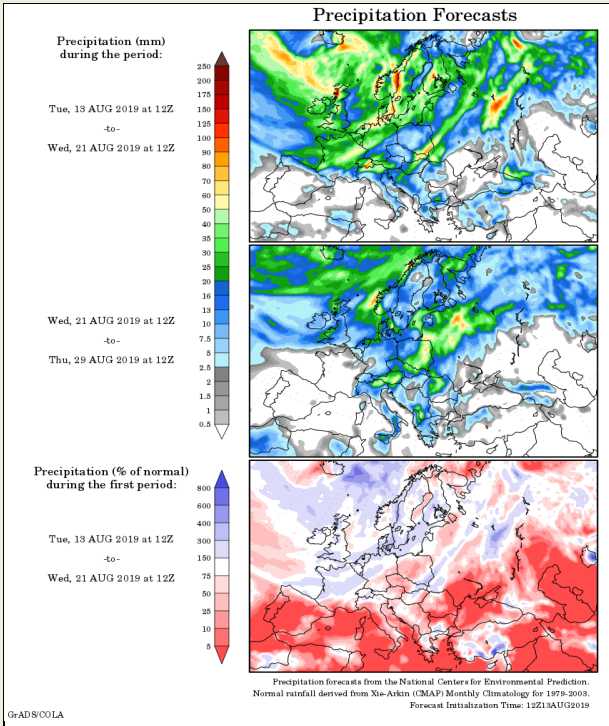 Precipitation Forecasts
Precipitation (mm)
during the period:
Tue, 13 AUG 2019 at 12Z
-to-
Wed, 21 AUG 2019 at 12Z
250
200
175
150
125
100
90
80
70
60
50
40
35
30
25
20
16
13
10
7.5
5
2.5
2
1.5
1
0.5
Wed, 21 AUG 2019 at 12Z
-to-
Thu, 29 AUG 2019 at 12Z
Precipitation (% of normal)
during the first period:
Tue, 13 AUG 2019 at 12Z
-to-
Wed, 21 AUG 2019 at 12Z
800
600
400
300
150
75
50
25
10
5
Precipitation forecasts from the National Centers for Environmental Prediction.
Normal rainfall derived from Xie-Arkin (CMAP) Monthly Climatology for 1979-2003.
Forecast Initialization Time: 12Z13AUG2019
GrADS/COLA